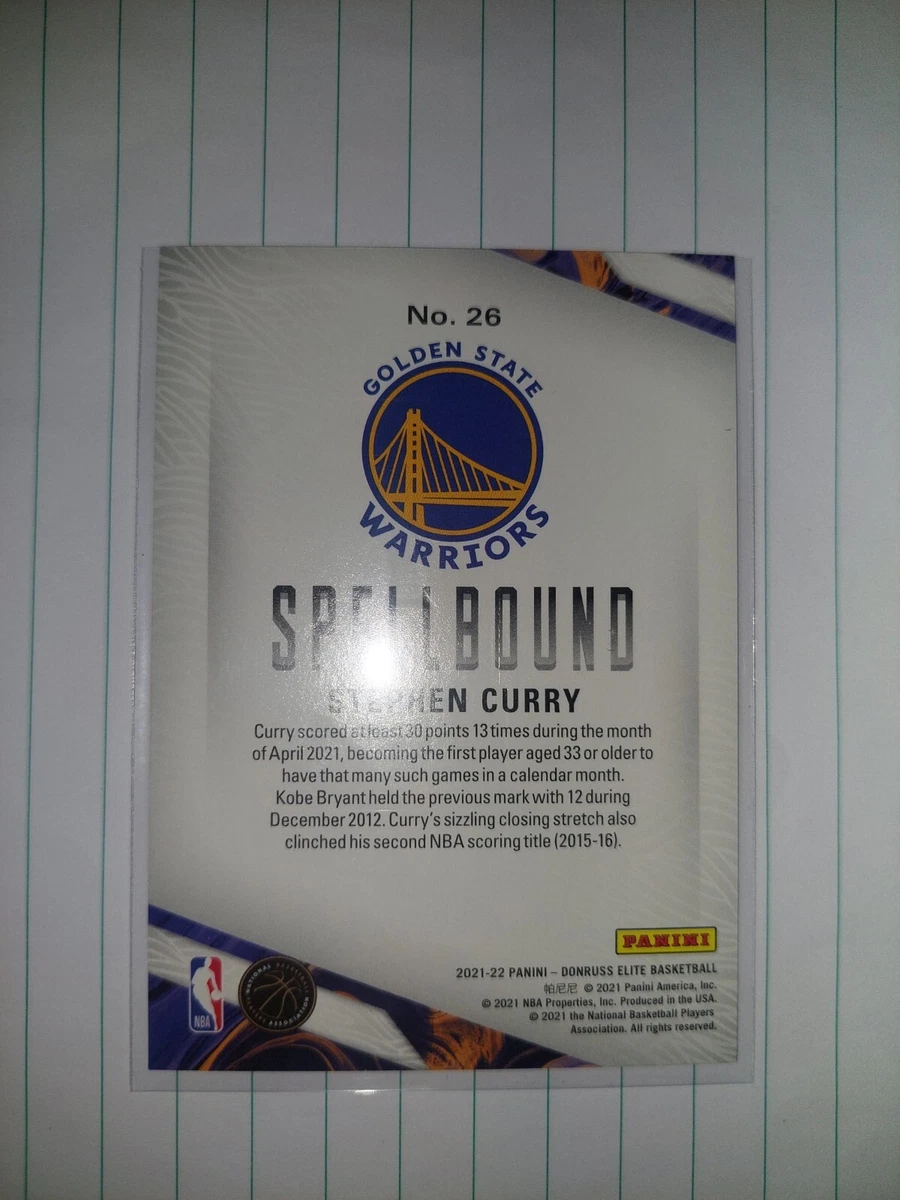 No. 26
GOLDEN STATE
WARRIORS
SPELLBOUND
STEPHEN CURRY
Curry scored at least 30 points 13 times during the month
of April 2021, becoming the first player aged 33 or older to
have that many such games in a calendar month.
Kobe Bryant held the previous mark with 12 during
December 2012. Curry's sizzling closing stretch also
clinched his second NBA scoring title (2015-16).
PANINI
2021-22 PANINI – DONRUSS ELITE BASKETBALL
帕尼尼 © 2021 Panini America, Inc.
© 2021 NBA Properties, Inc. Produced in the USA.
© 2021 the National Basketball Players
Association. All rights reserved.
NBA
NATIONAL BASKETBALL
ASSOCIATION